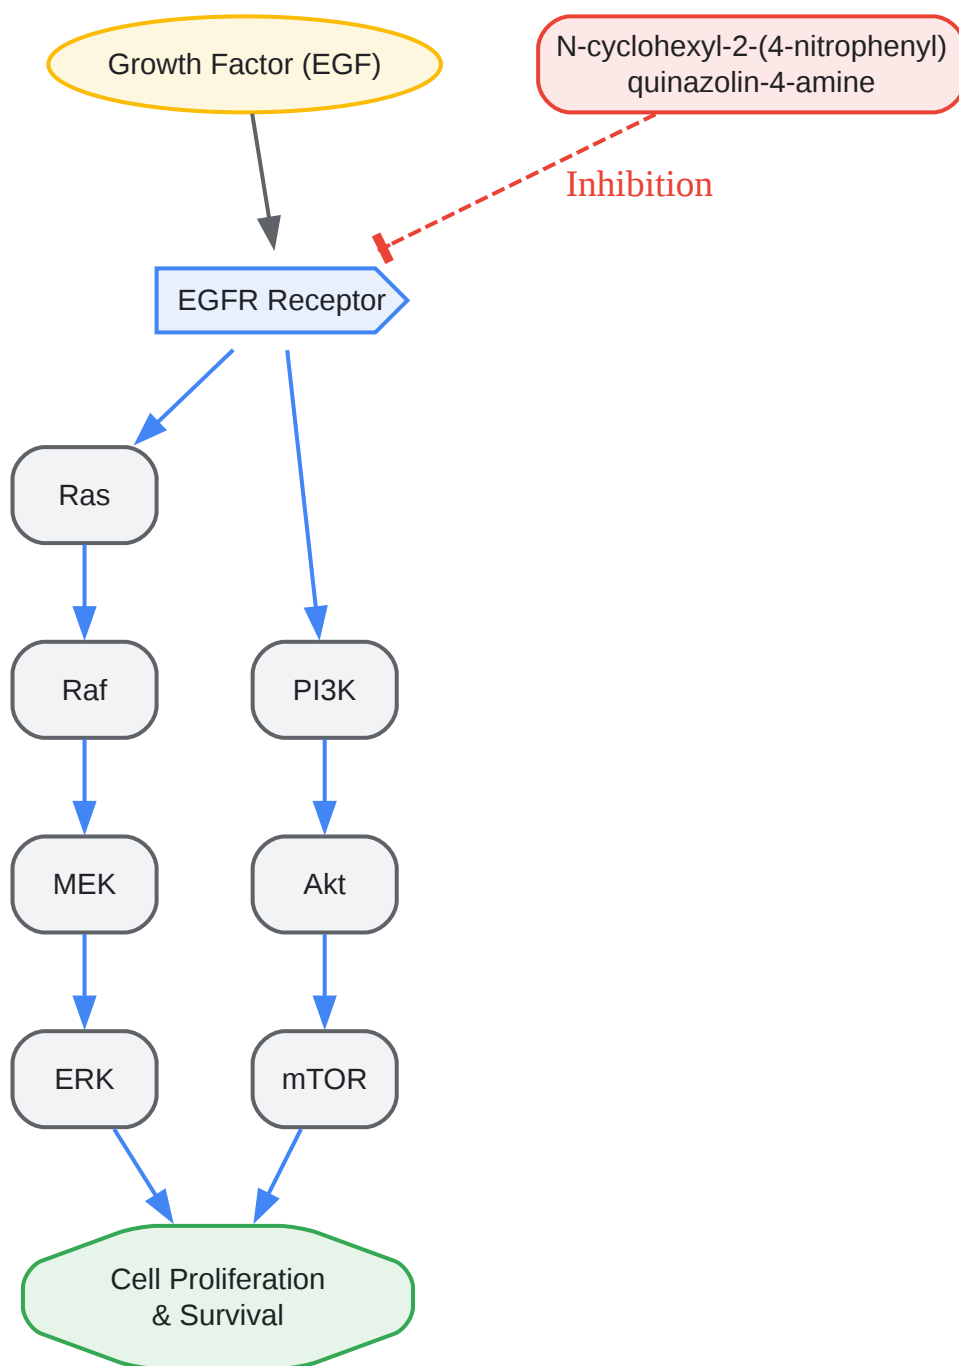 Growth Factor (EGF)
N-cyclohexyl-2-(4-nitrophenyl)
quinazolin-4-amine
Inhibition
EGFR Receptor
Ras
Raf
PI3K
MEK
Akt
ERK
mTOR
Cell Proliferation
& Survival